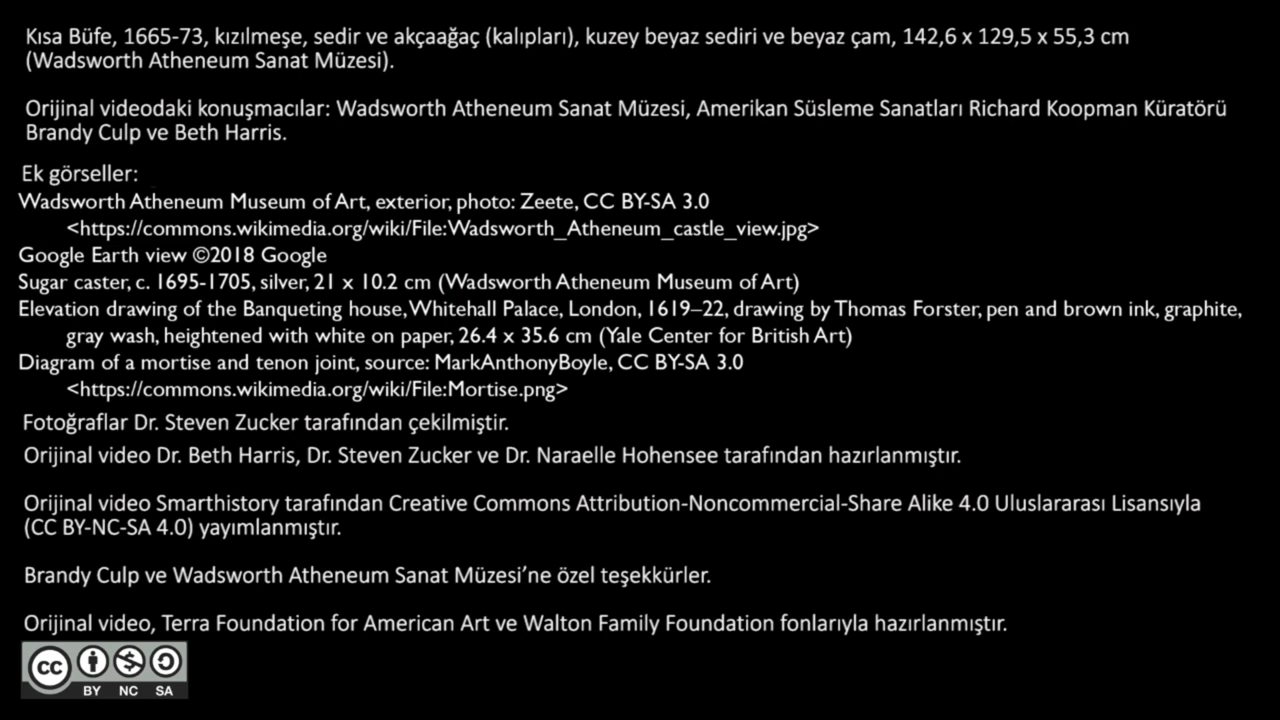 Kısa Büfe, 1665-73, kızılmeşe, sedir ve akçaağaç (kalıpları), kuzey beyaz sediri ve beyaz çam, 142,6 x 129,5 x 55,3 cm
(Wadsworth Atheneum Sanat Müzesi).
Orijinal videodaki konuşmacılar: Wadsworth Atheneum Sanat Müzesi, Amerikan Süsleme Sanatları Richard Koopman Küratörü
Brandy Culp ve Beth Harris.
Ek görseller:
Wadsworth Atheneum Museum of Art, exterior, photo: Zeete, CC BY-SA 3.0
<https://commons.wikimedia.org/wiki/File:Wadsworth_Atheneum_castle_view.jpg>
Google Earth view ©2018 Google
Sugar caster, c. 1695-1705, silver, 21 x 10.2 cm (Wadsworth Atheneum Museum of Art)
Elevation drawing of the Banqueting house, Whitehall Palace, London, 1619–22, drawing by Thomas Forster, pen and brown ink, graphite,
gray wash, heightened with white on paper, 26.4 x 35.6 cm (Yale Center for British Art)
Diagram of a mortise and tenon joint, source: MarkAnthonyBoyle, CC BY-SA 3.0
<https://commons.wikimedia.org/wiki/File:Mortise.png>
Fotoğraflar Dr. Steven Zucker tarafından çekilmiştir.
Orijinal video Dr. Beth Harris, Dr. Steven Zucker ve Dr. Naraelle Hohensee tarafından hazırlanmıştır.
Orijinal video Smarthistory tarafından Creative Commons Attribution-Noncommercial-Share Alike 4.0 Uluslararası Lisansıyla
(CC BY-NC-SA 4.0) yayımlanmıştır.
Brandy Culp ve Wadsworth Atheneum Sanat Müzesi’ne özel teşekkürler.
Orijinal video, Terra Foundation for American Art ve Walton Family Foundation fonlarıyla hazırlanmıştır.
cc
BY NC SA